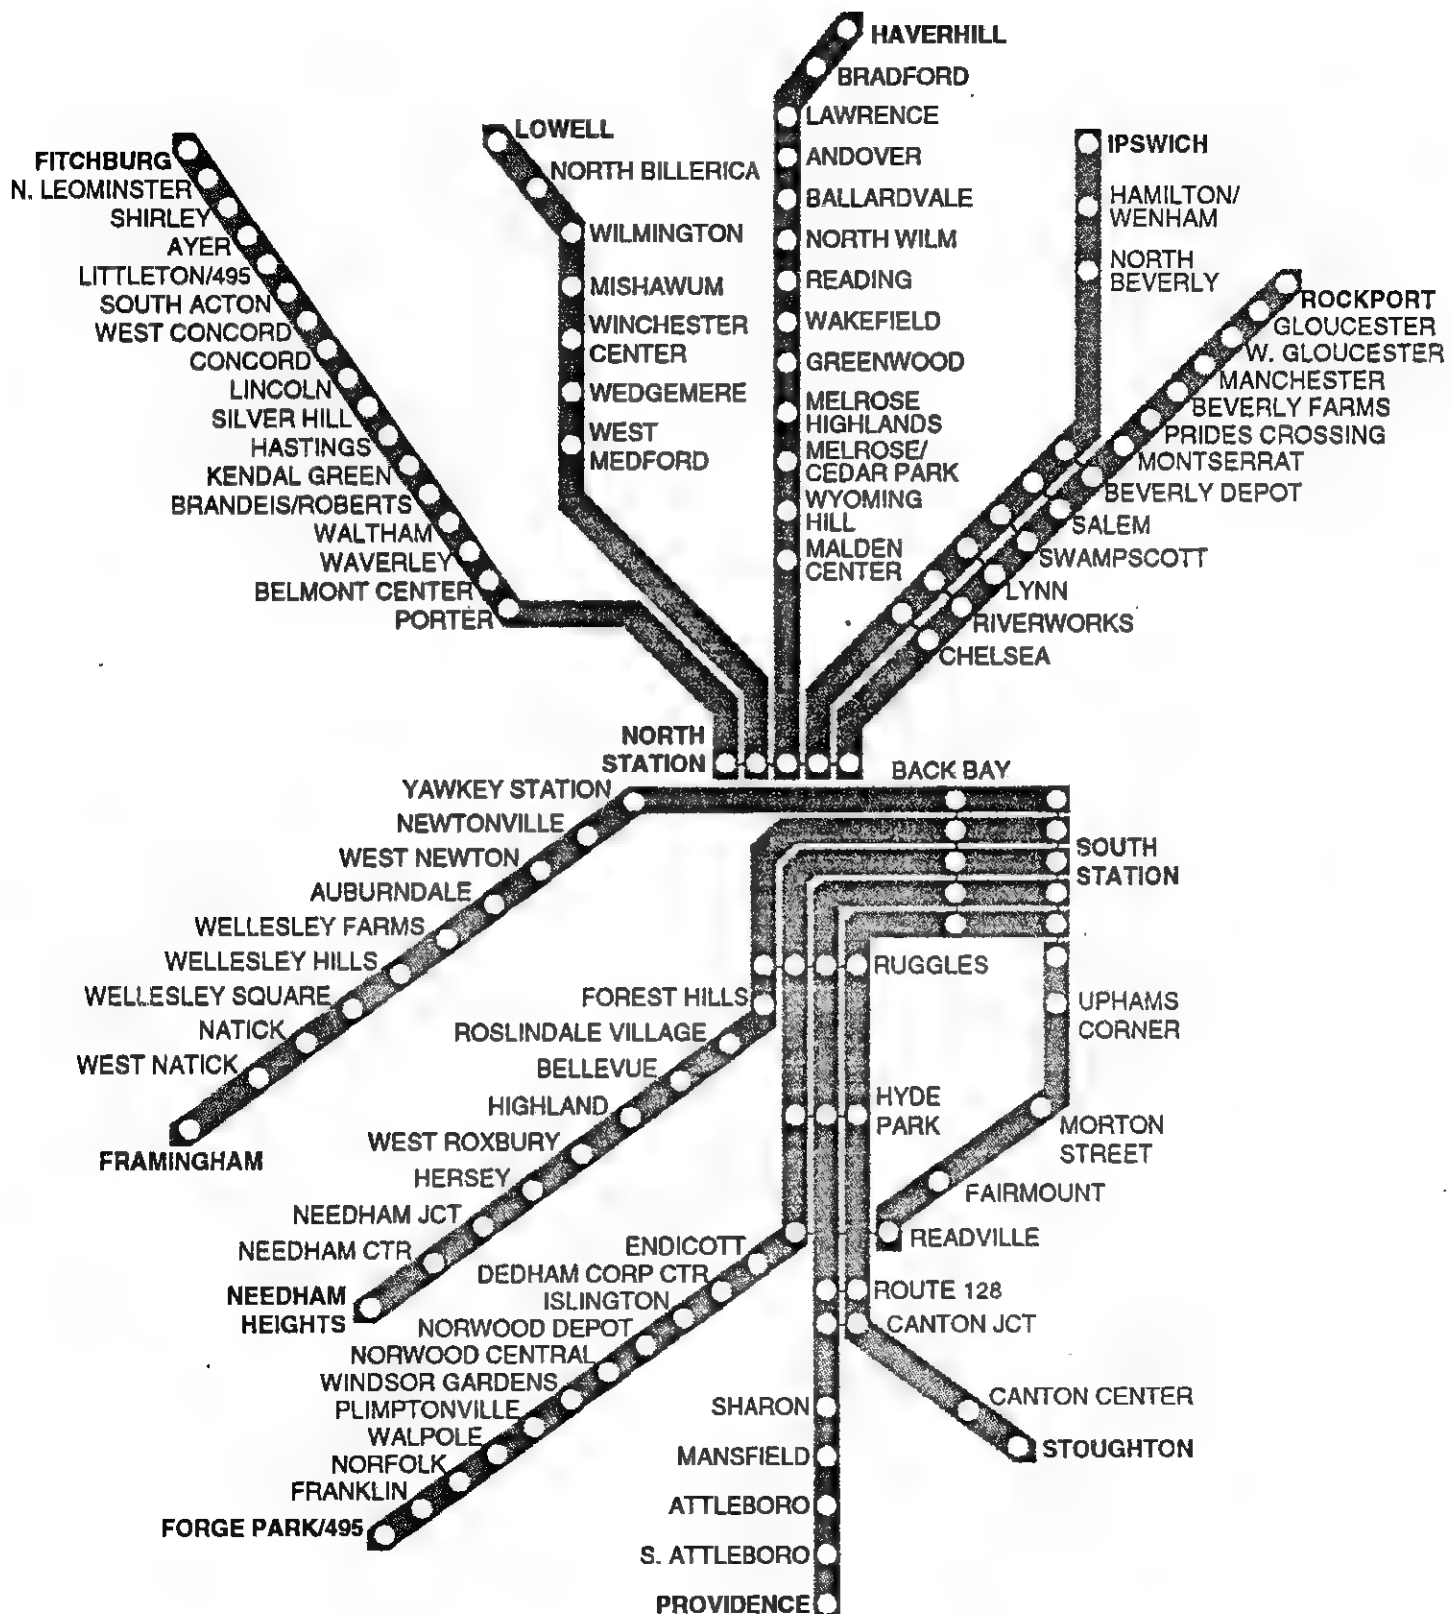 HAVERHILL
BRADFORD
LAWRENCE
ANDOVER
BALLARDVALE
NORTH WILM
READING
WAKEFIELD
GREENWOOD
MELROSE
HIGHLANDS
MELROSE/
CEDAR PARK
WYOMING
HILL
MALDEN
CENTER
LOWELL
NORTH BILLERICA
WILMINGTON
MISHAWUM
WINCHESTER
CENTER
WEDGEMERE
WEST
MEDFORD
FITCHBURG
N. LEOMINSTER
SHIRLEY
AYER
LITTLETON/495
SOUTH ACTON
WEST CONCORD
CONCORD
LINCOLN
SILVER HILL
HASTINGS
KENDAL GREEN
BRANDEIS/ROBERTS
WALTHAM
WAVERLEY
BELMONT CENTER
PORTER
IPSWICH
HAMILTON/
WENHAM
NORTH
BEVERLY
ROCKPORT
GLOUCESTER
W. GLOUCESTER
MANCHESTER
BEVERLY FARMS
PRIDES CROSSING
MONTSERRAT
BEVERLY DEPOT
SALEM
SWAMPSCOTT
LYNN
RIVERWORKS
CHELSEA
NORTH
STATION
BACK BAY
SOUTH
STATION
YAWKEY STATION
NEWTONVILLE
WEST NEWTON
AUBURNDALE
WELLESLEY FARMS
WELLESLEY HILLS
WELLESLEY SQUARE
NATICK
WEST NATICK
FRAMINGHAM
RUGGLES
FOREST HILLS
ROSLINDALE VILLAGE
BELLEVUE
HIGHLAND
WEST ROXBURY
HERSEY
NEEDHAM JCT
NEEDHAM CTR
NEEDHAM
HEIGHTS
UPHAMS
CORNER
HYDE
PARK
MORTON
STREET
FAIRMOUNT
READVILLE
ENDICOTT
DEDHAM CORP CTR
ISLINGTON
NORWOOD DEPOT
NORWOOD CENTRAL
WINDSOR GARDENS
PLIMPTONVILLE
WALPOLE
NORFOLK
FRANKLIN
FORGE PARK/495
ROUTE 128
CANTON JCT
CANTON CENTER
STOUGHTON
SHARON
MANSFIELD
ATTLEBORO
S. ATTLEBORO
PROVIDENCE